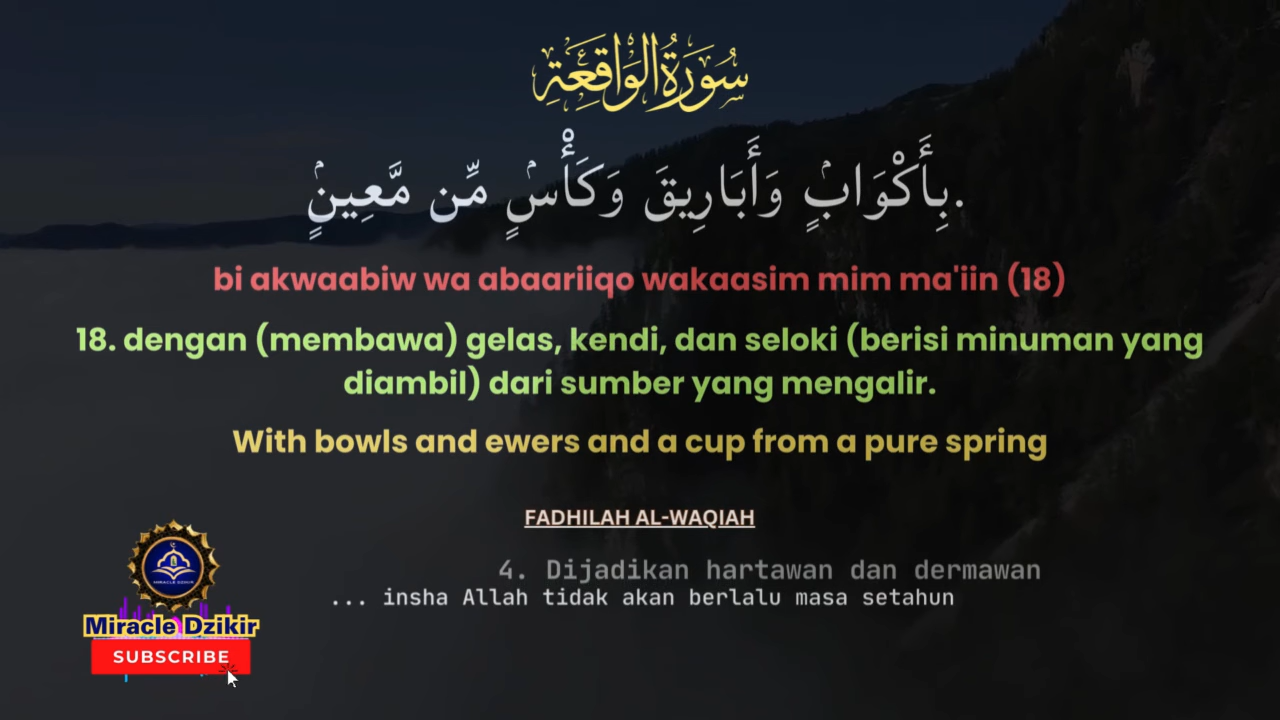 سُورَةُ الوَاقِعَةِ
بِأَكْوَابٍۢ وَأَبَارِيقَ وَكَأْسٍۢ مِّن مَّعِينٍۢ.
bi akwaabiw wa abaariiqo wakaasim mim ma'iin (18)
18. dengan (membawa) gelas, kendi, dan seloki (berisi minuman yang
diambil) dari sumber yang mengalir.
With bowls and ewers and a cup from a pure spring
FADHILAH AL-WAQIAH
4. Dijadikan hartawan dan dermawan
... insha Allah tidak akan berlalu masa setahun
MIRACLE DZIKIR
Miracle Dzikir
SUBSCRIBE